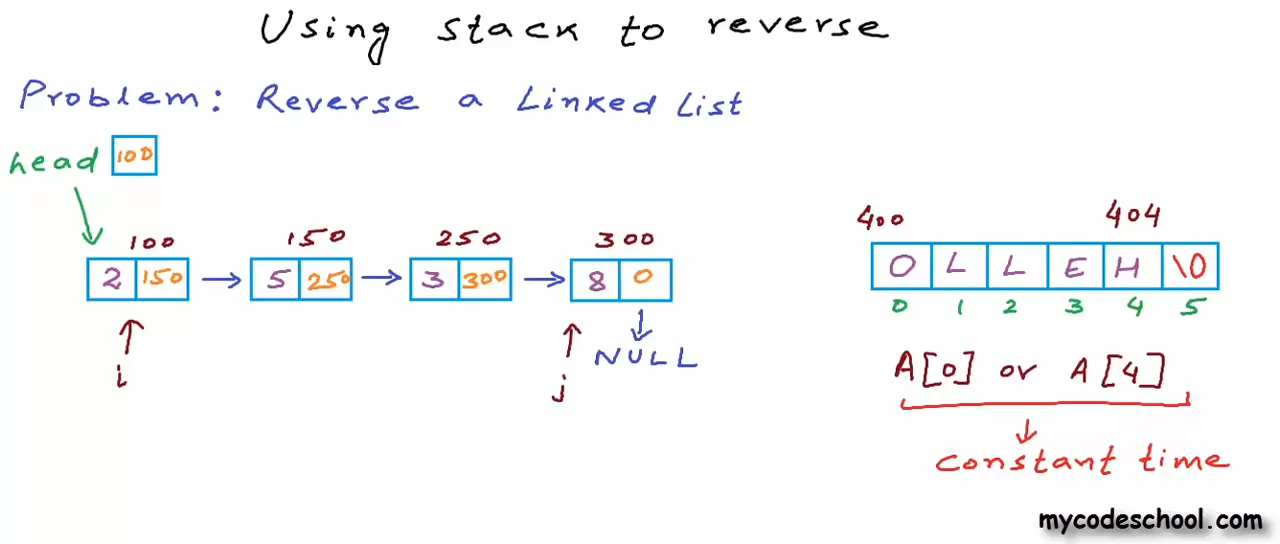 Using stack to reverse
Problem: Reverse a Linked List
head 100
100 150 250 300
2 150 5 250 3 300 8 0
i j NULL
400 404
O L L E H \0
0 1 2 3 4 5
A[0] or A[4]
constant time
mycodeschool.com